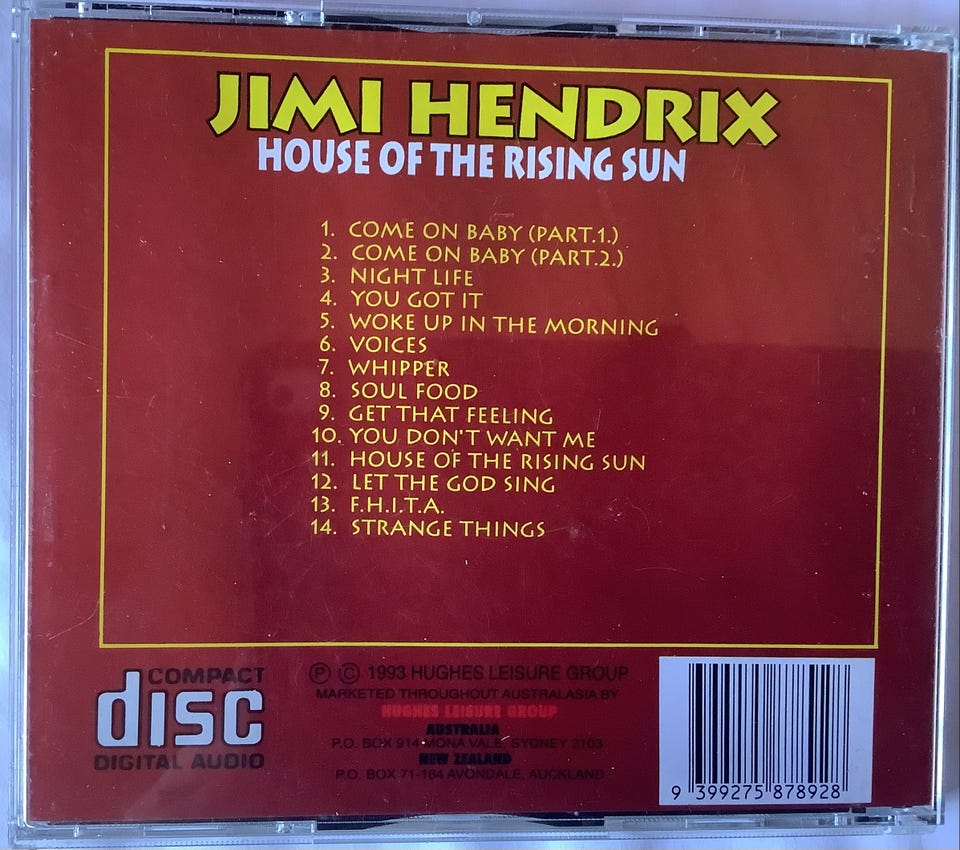 JIMI HENDRIX
HOUSE OF THE RISING SUN
1. COME ON BABY (PART.1.)
2. COME ON BABY (PART.2.)
3. NIGHT LIFE
4. YOU GOT IT
5. WOKE UP IN THE MORNING
6. VOICES
7. WHIPPER
8. SOUL FOOD
9. GET THAT FEELING
10. YOU DON'T WANT ME
11. HOUSE OF THE RISING SUN
12. LET THE GOD SING
13. F.H.I.T.A.
14. STRANGE THINGS
COMPACT
disc
DIGITAL AUDIO
Ⓟ © 1993 HUGHES LEISURE GROUP
MARKETED THROUGHOUT AUSTRALASIA BY
HUGHES LEISURE GROUP
AUSTRALIA
P.O. BOX 914 MONA VALE, SYDNEY 2103
NEW ZEALAND
P.O. BOX 71-184 AVONDALE, AUCKLAND
9 399275 878928